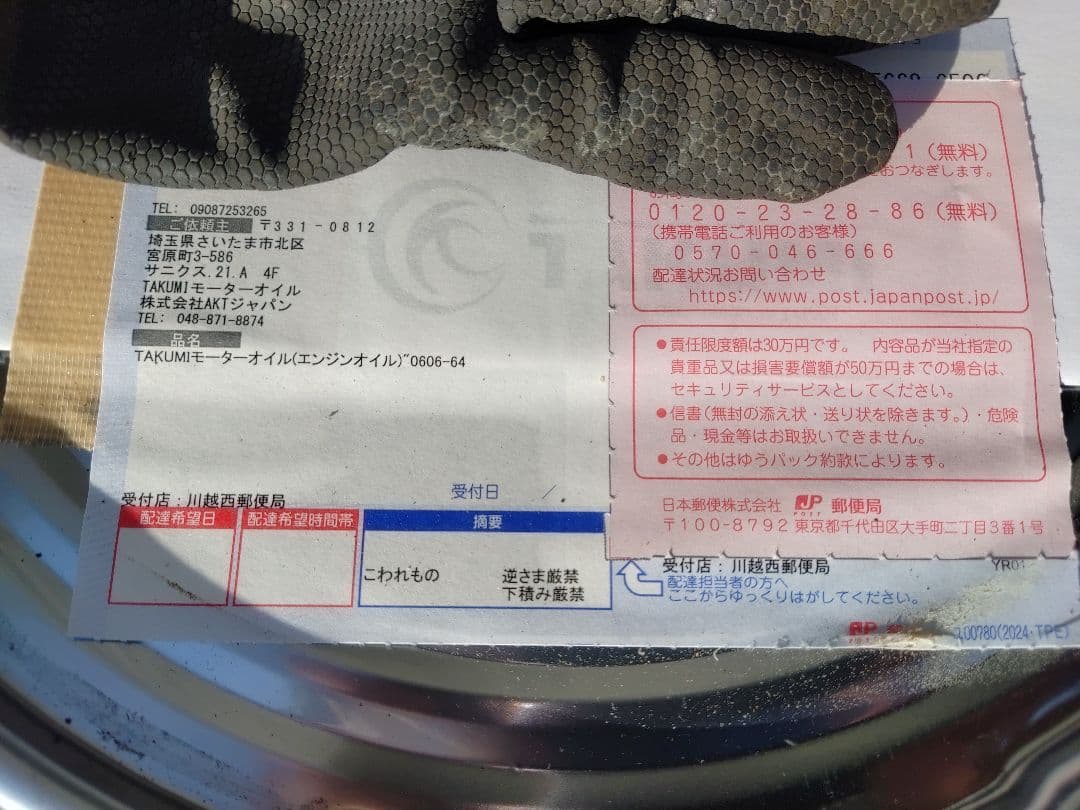 TEL: 09087253265
ご依頼主 〒331-0812
埼玉県さいたま市北区
宮原町3-586
サニクス.21.A 4F
TAKUMIモーターオイル
株式会社AKTジャパン
TEL: 048-871-8874
品名
TAKUMIモーターオイル(エンジンオイル)~0606-64
受付店:川越西郵便局
受付日 /
配達希望日 配達希望時間帯 摘要
こわれもの 逆さま厳禁
下積み厳禁
1(無料)
おつなぎします。
0120-23-28-86(無料)
(携帯電話ご利用のお客様)
0570-046-666
配達状況お問い合わせ
https://www.post.japanpost.jp/
●責任限度額は30万円です。 内容品が当社指定の
貴重品又は損害要償額が50万円までの場合は、
セキュリティサービスとしてください。
●信書(無封の添え状・送り状を除きます。)・危険
品・現金等はお取扱いできません。
●その他はゆうパック約款によります。
日本郵便株式会社 JP POST 郵便局
〒100-8792 東京都千代田区大手町二丁目3番1号
受付店:川越西郵便局 YR01
配達担当者の方へ
ここからゆっくりはがしてください。
00780(2024・TPE)